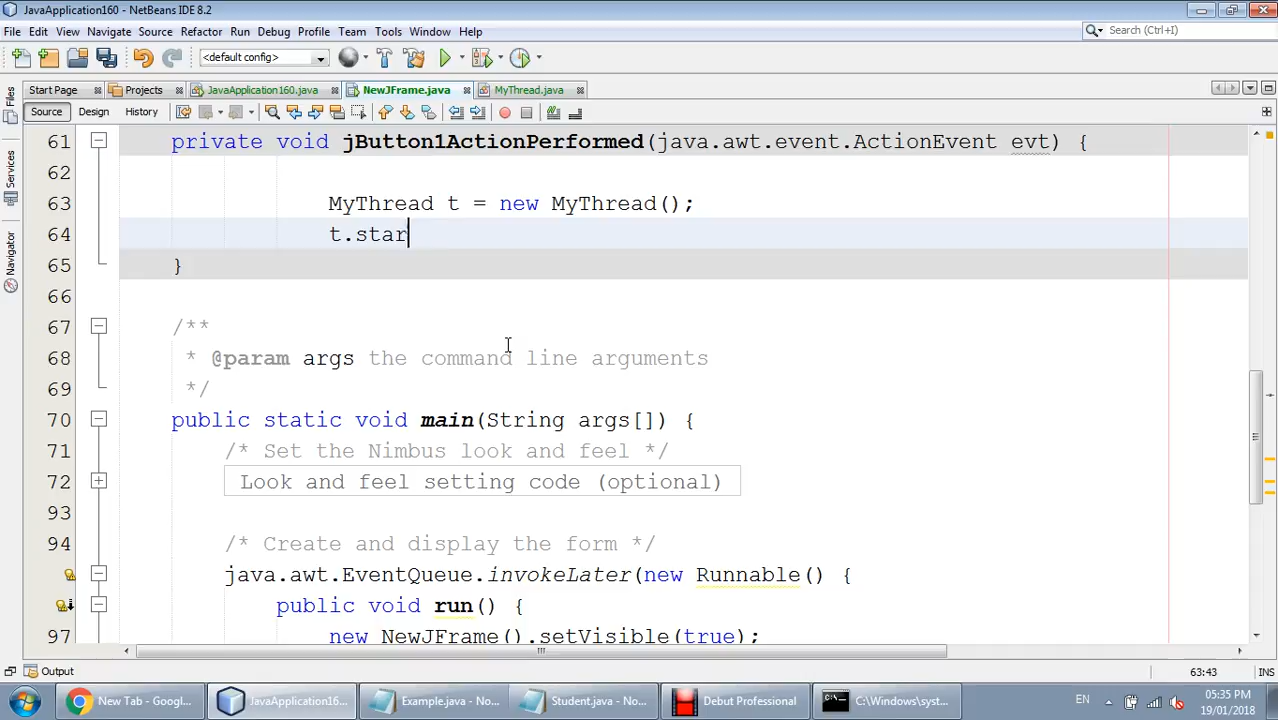 JavaApplication160 - NetBeans IDE 8.2
File Edit View Navigate Source Refactor Run Debug Profile Team Tools Window Help
Search (Ctrl+I)
<default config>
Start Page Projects JavaApplication160.java NewJFrame.java MyThread.java
Source Design History
Files
Services
Navigator
61 private void jButton1ActionPerformed(java.awt.event.ActionEvent evt) {
62
63 MyThread t = new MyThread();
64 t.star
65 }
66
67 /**
68 * @param args the command line arguments
69 */
70 public static void main(String args[]) {
71 /* Set the Nimbus look and feel */
72 Look and feel setting code (optional)
93
94 /* Create and display the form */
java.awt.EventQueue.invokeLater(new Runnable() {
public void run() {
97 new NewJFrame().setVisible(true);
Output
63:43 INS
New Tab - Googl... JavaApplication16... Example.java - No... Student.java - No... Debut Professional C:\Windows\syst...
EN
05:35 PM
19/01/2018